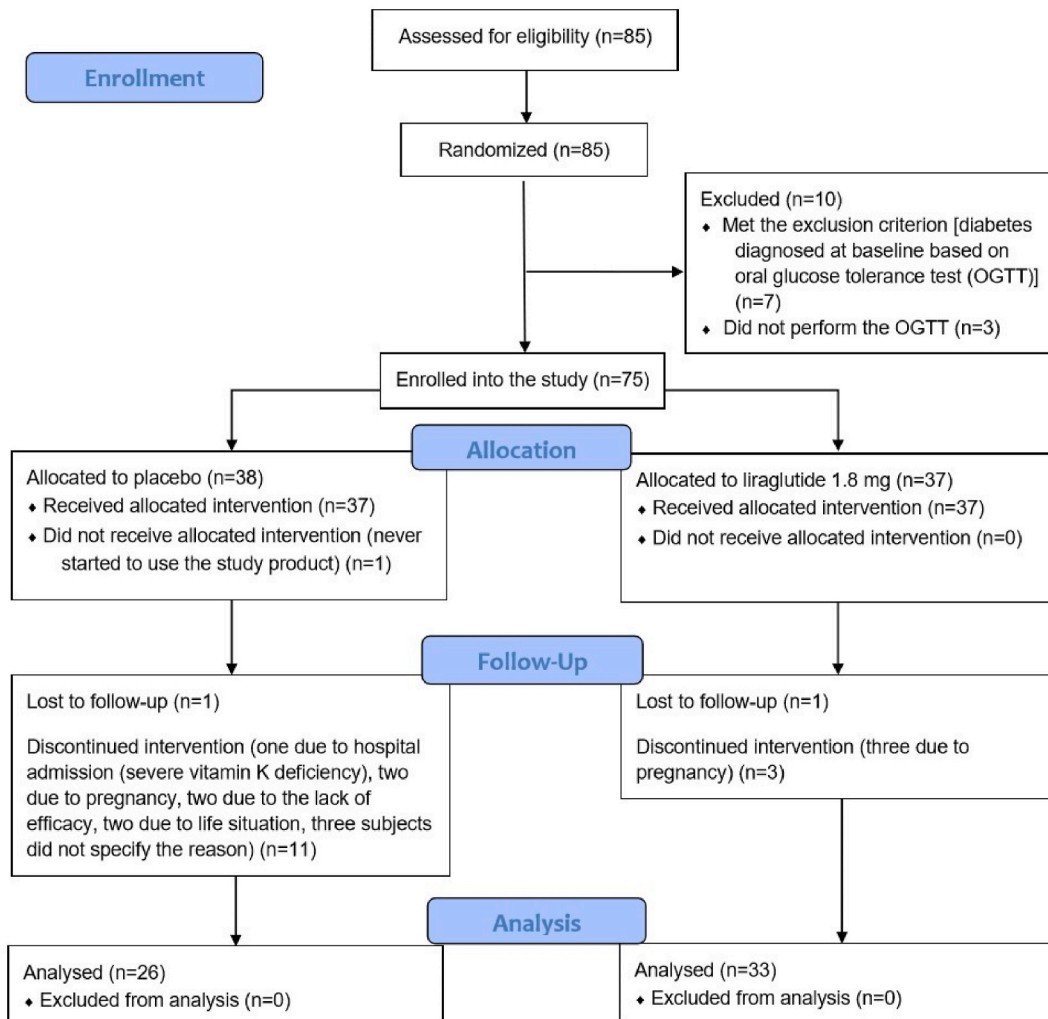 Assessed for eligibility (n=85)
Enrollment
Randomized (n=85)
Excluded (n=10)
♦ Met the exclusion criterion [diabetes
diagnosed at baseline based on
oral glucose tolerance test (OGTT)]
(n=7)
♦ Did not perform the OGTT (n=3)
Enrolled into the study (n=75)
Allocation
Allocated to placebo (n=38)
♦ Received allocated intervention (n=37)
♦ Did not receive allocated intervention (never
started to use the study product) (n=1)
Allocated to liraglutide 1.8 mg (n=37)
♦ Received allocated intervention (n=37)
♦ Did not receive allocated intervention (n=0)
Follow-Up
Lost to follow-up (n=1)
Discontinued intervention (one due to hospital
admission (severe vitamin K deficiency), two
due to pregnancy, two due to the lack of
efficacy, two due to life situation, three subjects
did not specify the reason) (n=11)
Lost to follow-up (n=1)
Discontinued intervention (three due to
pregnancy) (n=3)
Analysis
Analysed (n=26)
♦ Excluded from analysis (n=0)
Analysed (n=33)
♦ Excluded from analysis (n=0)